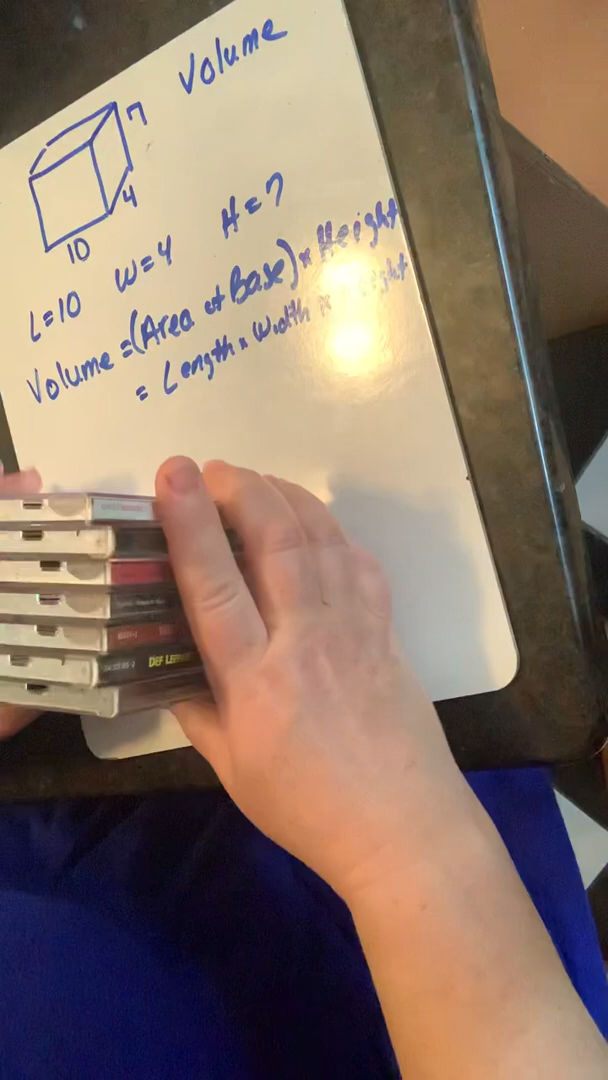 Volume
7
4
10
L=10 W=4 H=7
Volume =(Area of Base)×Height
= Length × Width ×
DEF LEPPARD